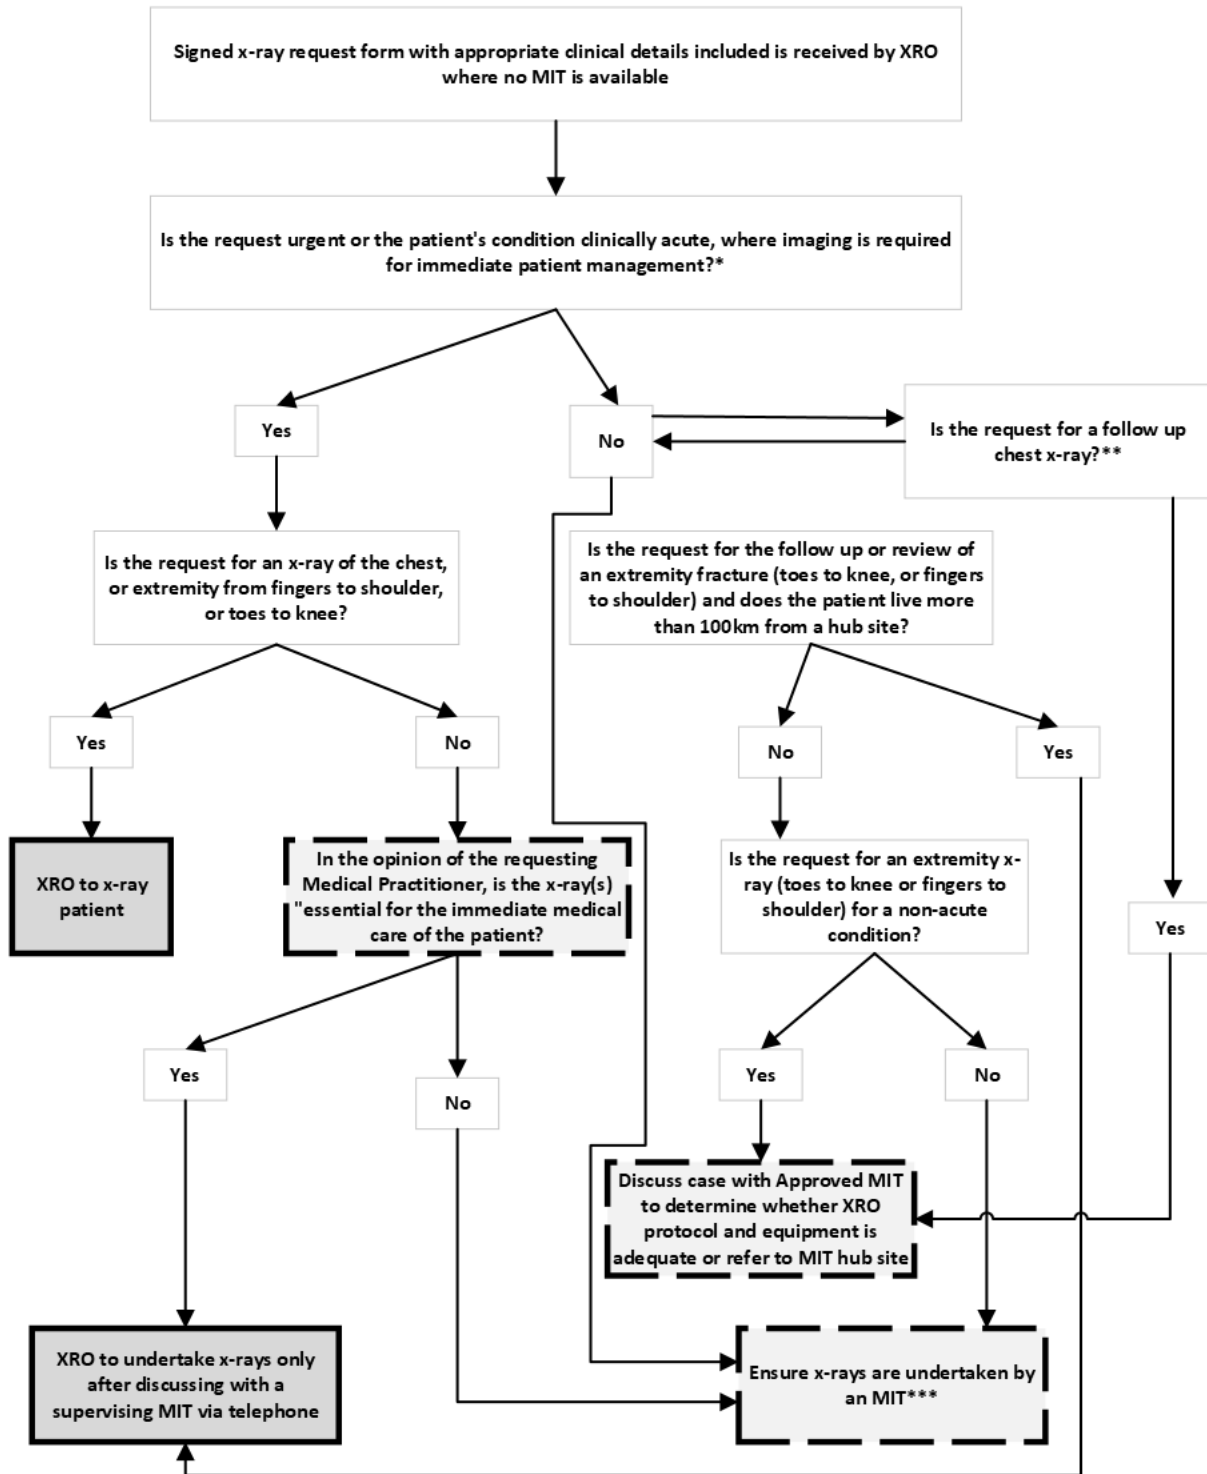 Signed x-ray request form with appropriate clinical details included is received by XRO
where no MIT is available
Is the request urgent or the patient's condition clinically acute, where imaging is required
for immediate patient management?*
Yes
No
Is the request for a follow up
chest x-ray?**
Is the request for an x-ray of the chest,
or extremity from fingers to shoulder,
or toes to knee?
Is the request for the follow up or review of
an extremity fracture (toes to knee, or fingers
to shoulder) and does the patient live more
than 100km from a hub site?
Yes
No
No
Yes
XRO to x-ray
patient
In the opinion of the requesting
Medical Practitioner, is the x-ray(s)
"essential for the immediate medical
care of the patient?
Is the request for an extremity x-
ray (toes to knee or fingers to
shoulder) for a non-acute
condition?
Yes
Yes
No
Yes
No
Discuss case with Approved MIT
to determine whether XRO
protocol and equipment is
adequate or refer to MIT hub site
XRO to undertake x-rays only
after discussing with a
supervising MIT via telephone
Ensure x-rays are undertaken by
an MIT***